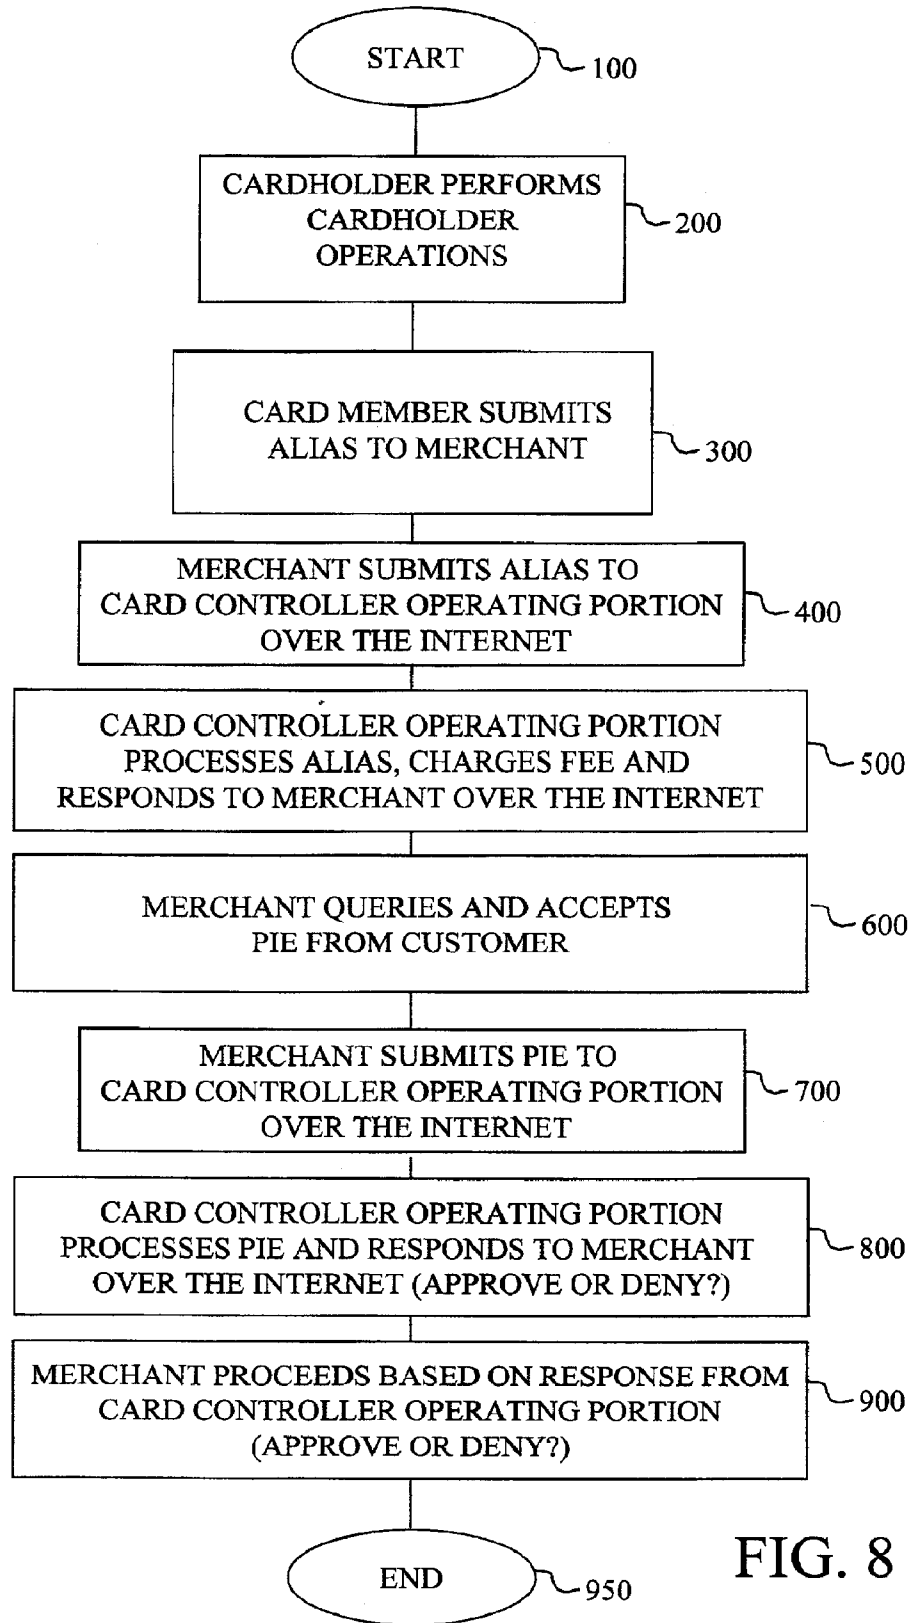 START
100
CARDHOLDER PERFORMS
CARDHOLDER
OPERATIONS
200
CARD MEMBER SUBMITS
ALIAS TO MERCHANT
300
MERCHANT SUBMITS ALIAS TO
CARD CONTROLLER OPERATING PORTION
OVER THE INTERNET
400
CARD CONTROLLER OPERATING PORTION
PROCESSES ALIAS, CHARGES FEE AND
RESPONDS TO MERCHANT OVER THE INTERNET
500
MERCHANT QUERIES AND ACCEPTS
PIE FROM CUSTOMER
600
MERCHANT SUBMITS PIE TO
CARD CONTROLLER OPERATING PORTION
OVER THE INTERNET
700
CARD CONTROLLER OPERATING PORTION
PROCESSES PIE AND RESPONDS TO MERCHANT
OVER THE INTERNET (APPROVE OR DENY?)
800
MERCHANT PROCEEDS BASED ON RESPONSE FROM
CARD CONTROLLER OPERATING PORTION
(APPROVE OR DENY?)
900
END
950
FIG. 8